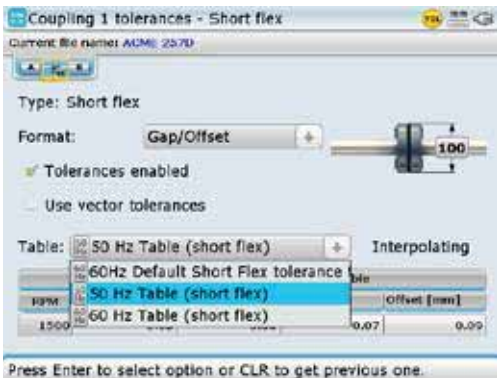 Coupling 1 tolerances - Short flex
Current file name: ACME 257D
Type: Short flex
Format: Gap/Offset
100
Tolerances enabled
Use vector tolerances
Table: 50 Hz Table (short flex) Interpolating
60Hz Default Short Flex tolerance
50 Hz Table (short flex)
RPM Offset [mm]
60 Hz Table (short flex)
1500 0.07 0.09
Press Enter to select option or CLR to get previous one.